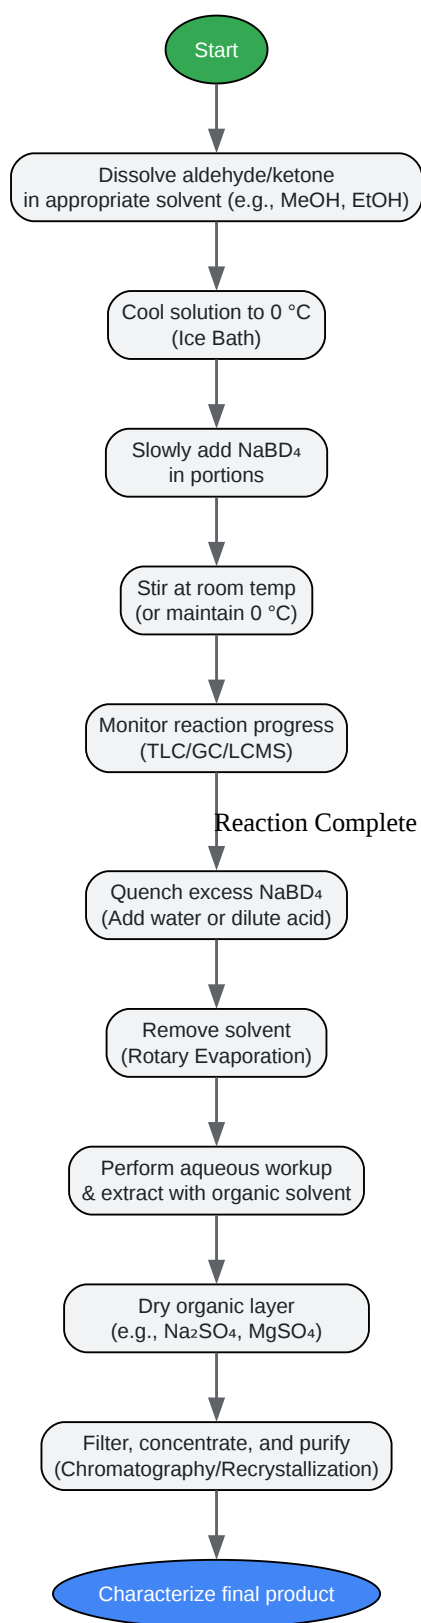 Start
Dissolve aldehyde/ketone
in appropriate solvent (e.g., MeOH, EtOH)
Cool solution to 0 °C
(Ice Bath)
Slowly add NaBD₄
in portions
Stir at room temp
(or maintain 0 °C)
Monitor reaction progress
(TLC/GC/LCMS)
Reaction Complete
Quench excess NaBD₄
(Add water or dilute acid)
Remove solvent
(Rotary Evaporation)
Perform aqueous workup
& extract with organic solvent
Dry organic layer
(e.g., Na₂SO₄, MgSO₄)
Filter, concentrate, and purify
(Chromatography/Recrystallization)
Characterize final product